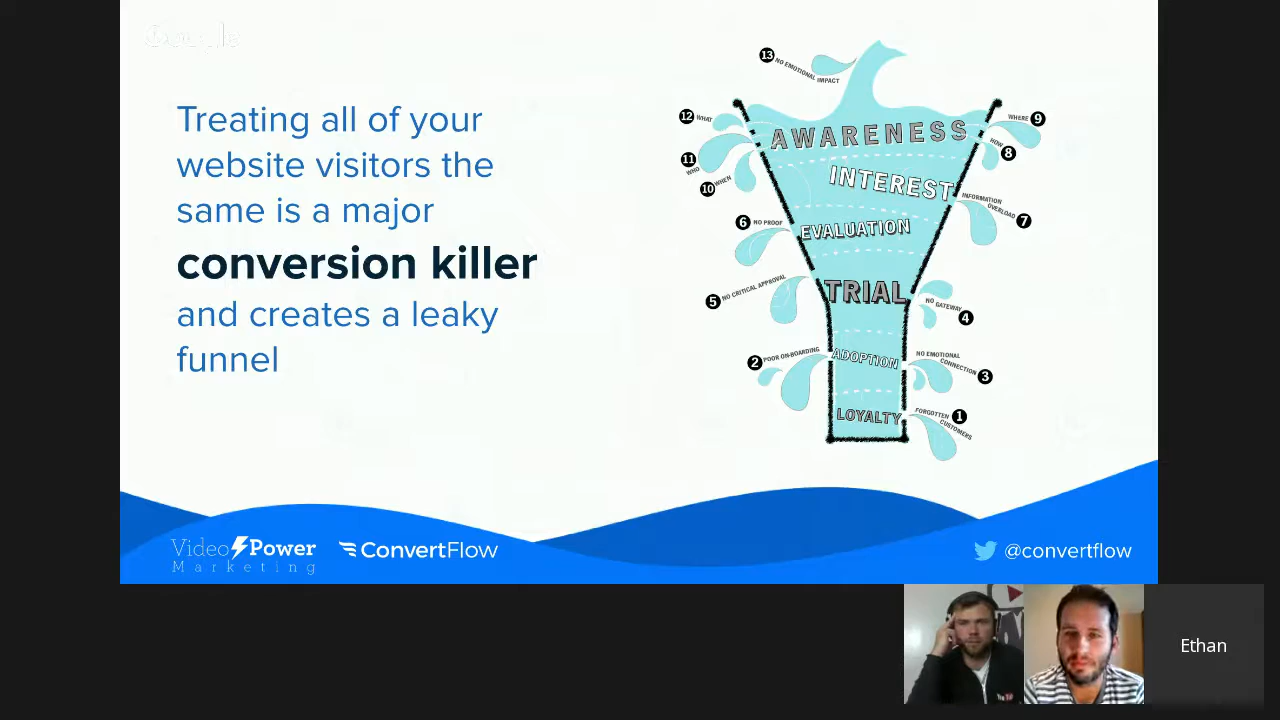 Google
Treating all of your
website visitors the
same is a major
conversion killer
and creates a leaky
funnel
13 NO EMOTIONAL IMPACT
12 WHAT
11 WHO
10 WHEN
WHERE 9
HOW 8
AWARENESS
INTEREST
INFORMATION
OVERLOAD 7
6 NO PROOF
EVALUATION
5 NO CRITICAL APPROVAL
TRIAL
NO GATEWAY 4
2 POOR ON-BOARDING
ADOPTION
NO EMOTIONAL
CONNECTION 3
LOYALTY
FORGOTTEN 1
CUSTOMERS
Video Power
Marketing
ConvertFlow
@convertflow
Ethan